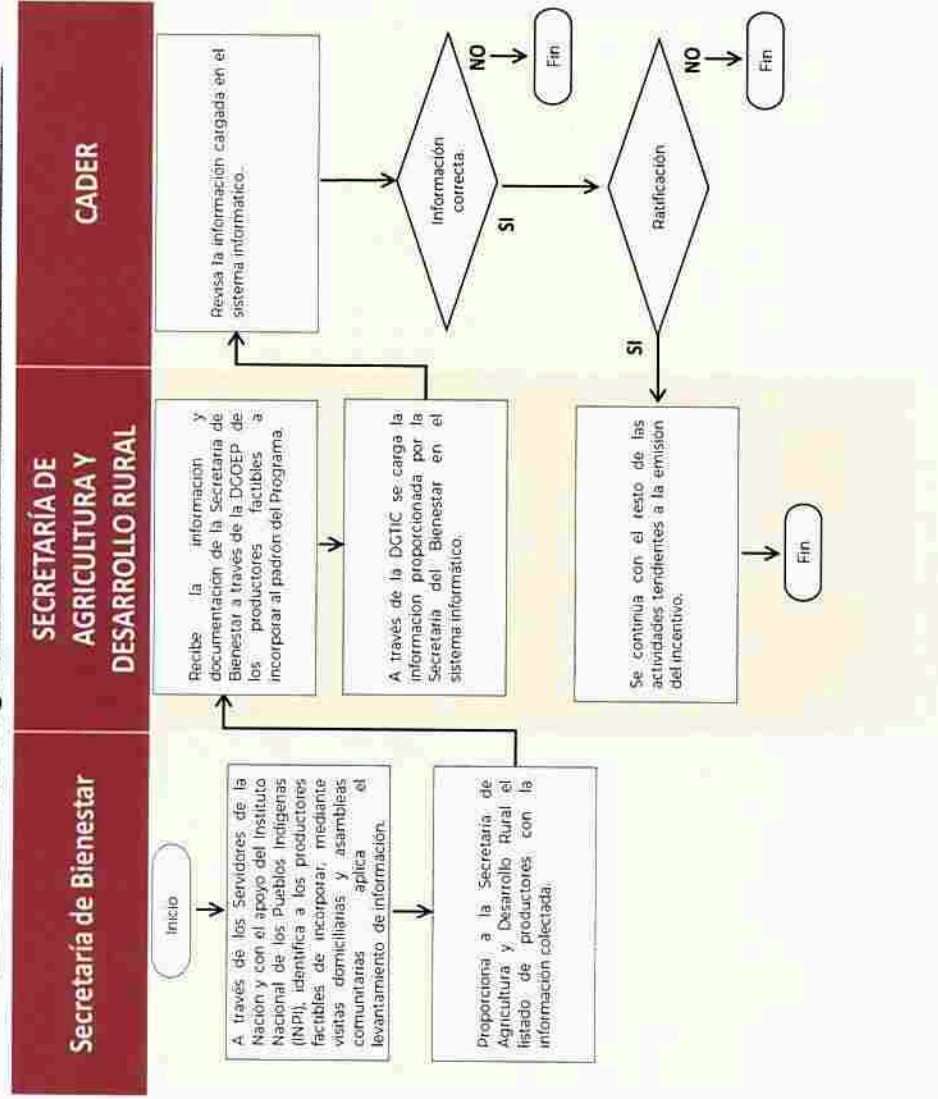 Secretaría de Bienestar
SECRETARÍA DE
AGRICULTURA Y
DESARROLLO RURAL
CADER
Inicio
A través de los Servidores de la
Nación y con el apoyo del Instituto
Nacional de los Pueblos Indígenas
(INPI), identifica a los productores
factibles de incorporar, mediante
visitas domiciliarias y asambleas
comunitarias aplica el
levantamiento de información.
Proporciona a la Secretaría de
Agricultura y Desarrollo Rural el
listado de productores con la
información colectada.
Recibe la información y
documentación de la Secretaría de
Bienestar a través de la DGOEP de
los productores factibles a
incorporar al padrón del Programa.
A través de la DGTIC se carga la
información proporcionada por la
Secretaría del Bienestar en el
sistema informático.
Revisa la información cargada en el
sistema informático.
Información
correcta.
NO
Fin
SI
Ratificación
NO
Fin
SI
Se continúa con el resto de las
actividades tendientes a la emisión
del incentivo.
Fin